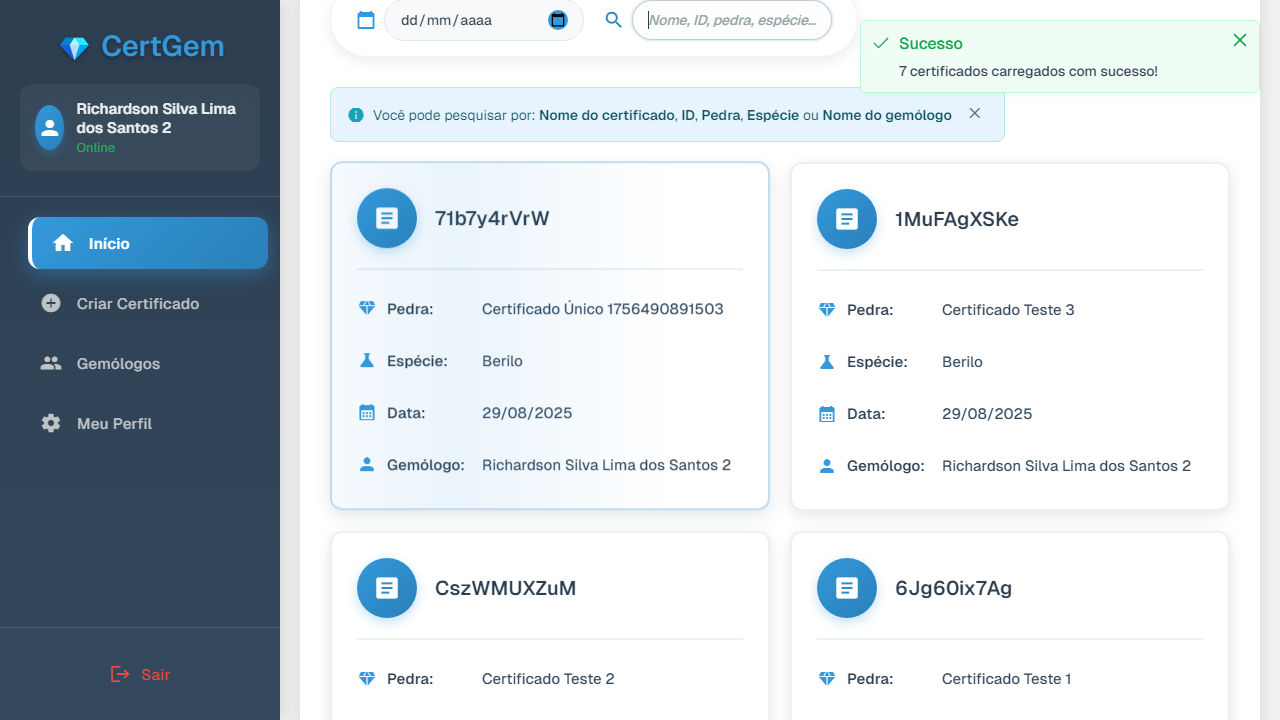 CertGem
Richardson Silva Lima
dos Santos 2
Online
Início
Criar Certificado
Gemólogos
Meu Perfil
Sair
dd/mm/aaaa
Nome, ID, pedra, espécie...
Sucesso
7 certificados carregados com sucesso!
Você pode pesquisar por: Nome do certificado, ID, Pedra, Espécie ou Nome do gemólogo
71b7y4rVrW
Pedra: Certificado Único 1756490891503
Espécie: Berilo
Data: 29/08/2025
Gemólogo: Richardson Silva Lima dos Santos 2
1MuFAgXSKe
Pedra: Certificado Teste 3
Espécie: Berilo
Data: 29/08/2025
Gemólogo: Richardson Silva Lima dos Santos 2
CszWMUXZuM
Pedra: Certificado Teste 2
6Jg60ix7Ag
Pedra: Certificado Teste 1